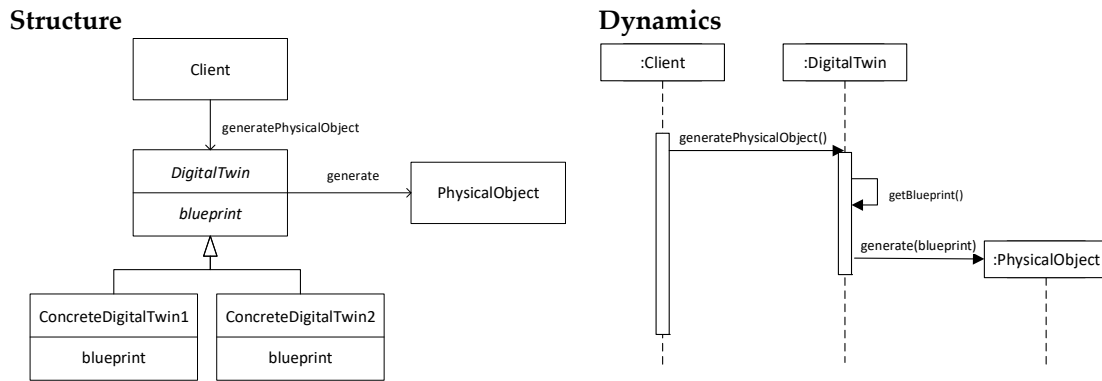 Structure
Client
generatePhysicalObject
DigitalTwin
generate
PhysicalObject
blueprint
ConcreteDigitalTwin1
ConcreteDigitalTwin2
blueprint
blueprint
Dynamics
:Client
:DigitalTwin
generatePhysicalObject()
getBlueprint()
generate(blueprint)
:PhysicalObject